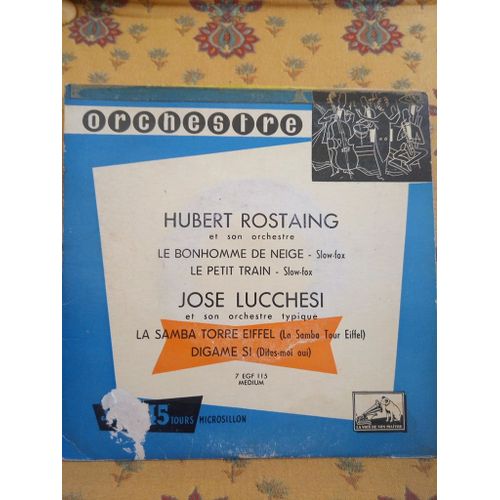 orchestre
HUBERT ROSTAING
et son orchestre
LE BONHOMME DE NEIGE - Slow-fox
LE PETIT TRAIN - Slow-fox
JOSE LUCCHESI
et son orchestre typique
LA SAMBA TORRE EIFFEL (La Samba Tour Eiffel)
DIGAME SI (Dites-moi oui)
7 EGF 115
MEDIUM
5 TOURS MICROSILLON
LA VOIX DE SON MAITRE